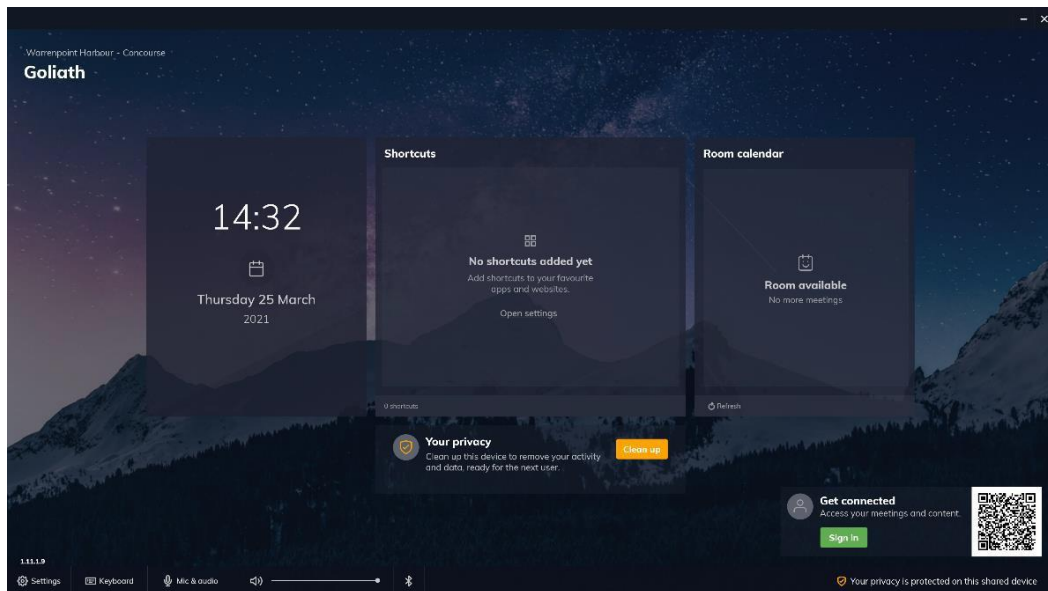 Warrenpoint Harbour - Concourse
Goliath
14:32
Thursday 25 March
2021
Shortcuts
No shortcuts added yet
Add shortcuts to your favourite
apps and websites.
Open settings
0 shortcuts
Room calendar
Room available
No more meetings
Refresh
Your privacy
Clean up this device to remove your activity
and data, ready for the next user.
Clean up
Get connected
Access your meetings and content.
Sign in
1.11.1.9
Settings
Keyboard
Mic & audio
Your privacy is protected on this shared device